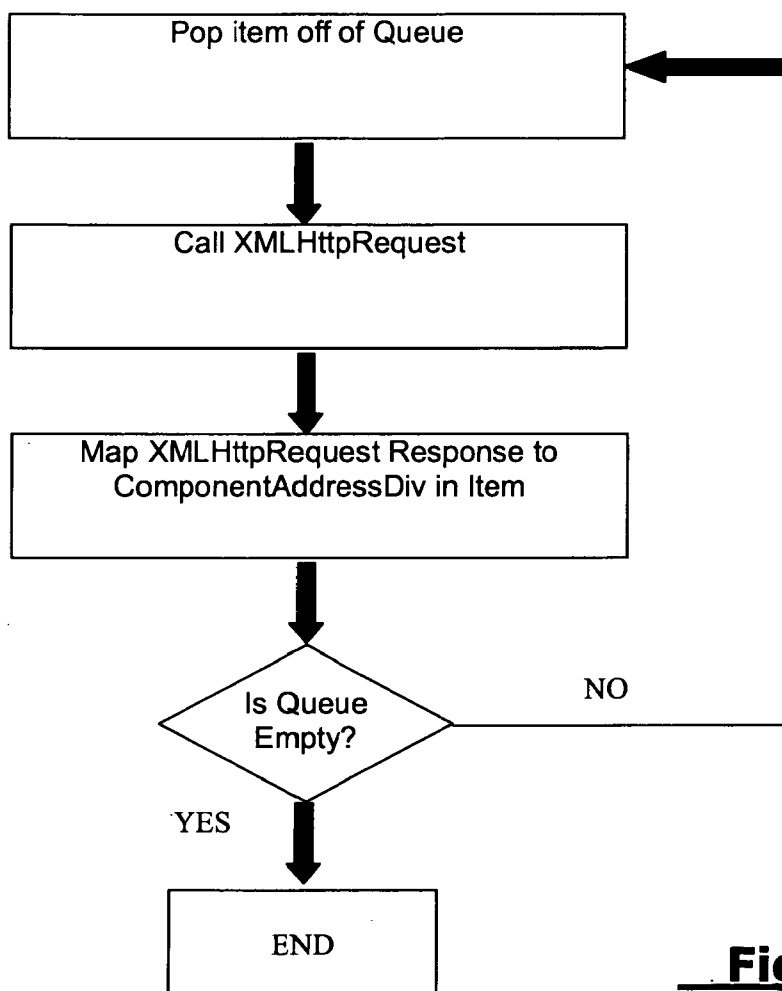 Pop item off of Queue
Call XMLHttpRequest
Map XMLHttpRequest Response to
ComponentAddressDiv in Item
Is Queue
Empty?
NO
YES
END